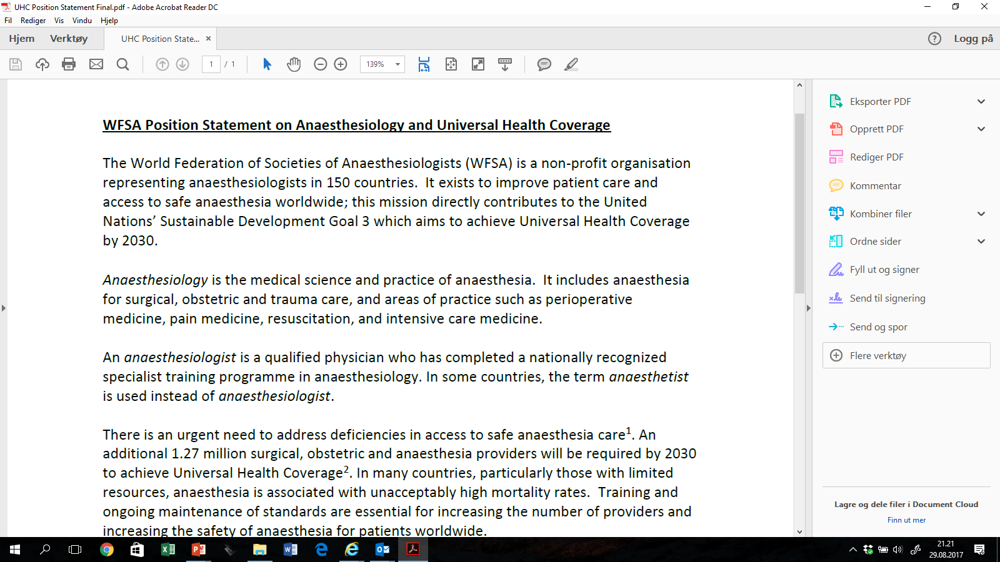 UHC Position Statement Final.pdf - Adobe Acrobat Reader DC
Fil Rediger Vis Vindu Hjelp
Hjem Verktøy UHC Position State... Logg på
1 / 1 139%
WFSA Position Statement on Anaesthesiology and Universal Health Coverage
The World Federation of Societies of Anaesthesiologists (WFSA) is a non-profit organisation
representing anaesthesiologists in 150 countries. It exists to improve patient care and
access to safe anaesthesia worldwide; this mission directly contributes to the United
Nations’ Sustainable Development Goal 3 which aims to achieve Universal Health Coverage
by 2030.
Anaesthesiology is the medical science and practice of anaesthesia. It includes anaesthesia
for surgical, obstetric and trauma care, and areas of practice such as perioperative
medicine, pain medicine, resuscitation, and intensive care medicine.
An anaesthesiologist is a qualified physician who has completed a nationally recognized
specialist training programme in anaesthesiology. In some countries, the term anaesthetist
is used instead of anaesthesiologist.
There is an urgent need to address deficiencies in access to safe anaesthesia care¹. An
additional 1.27 million surgical, obstetric and anaesthesia providers will be required by 2030
to achieve Universal Health Coverage². In many countries, particularly those with limited
resources, anaesthesia is associated with unacceptably high mortality rates. Training and
ongoing maintenance of standards are essential for increasing the number of providers and
increasing the safety of anaesthesia for patients worldwide.
Eksporter PDF
Opprett PDF
Rediger PDF
Kommentar
Kombiner filer
Ordne sider
Fyll ut og signer
Send til signering
Send og spor
Flere verktøy
Lagre og dele filer i Document Cloud
Finn ut mer
21.21
29.08.2017